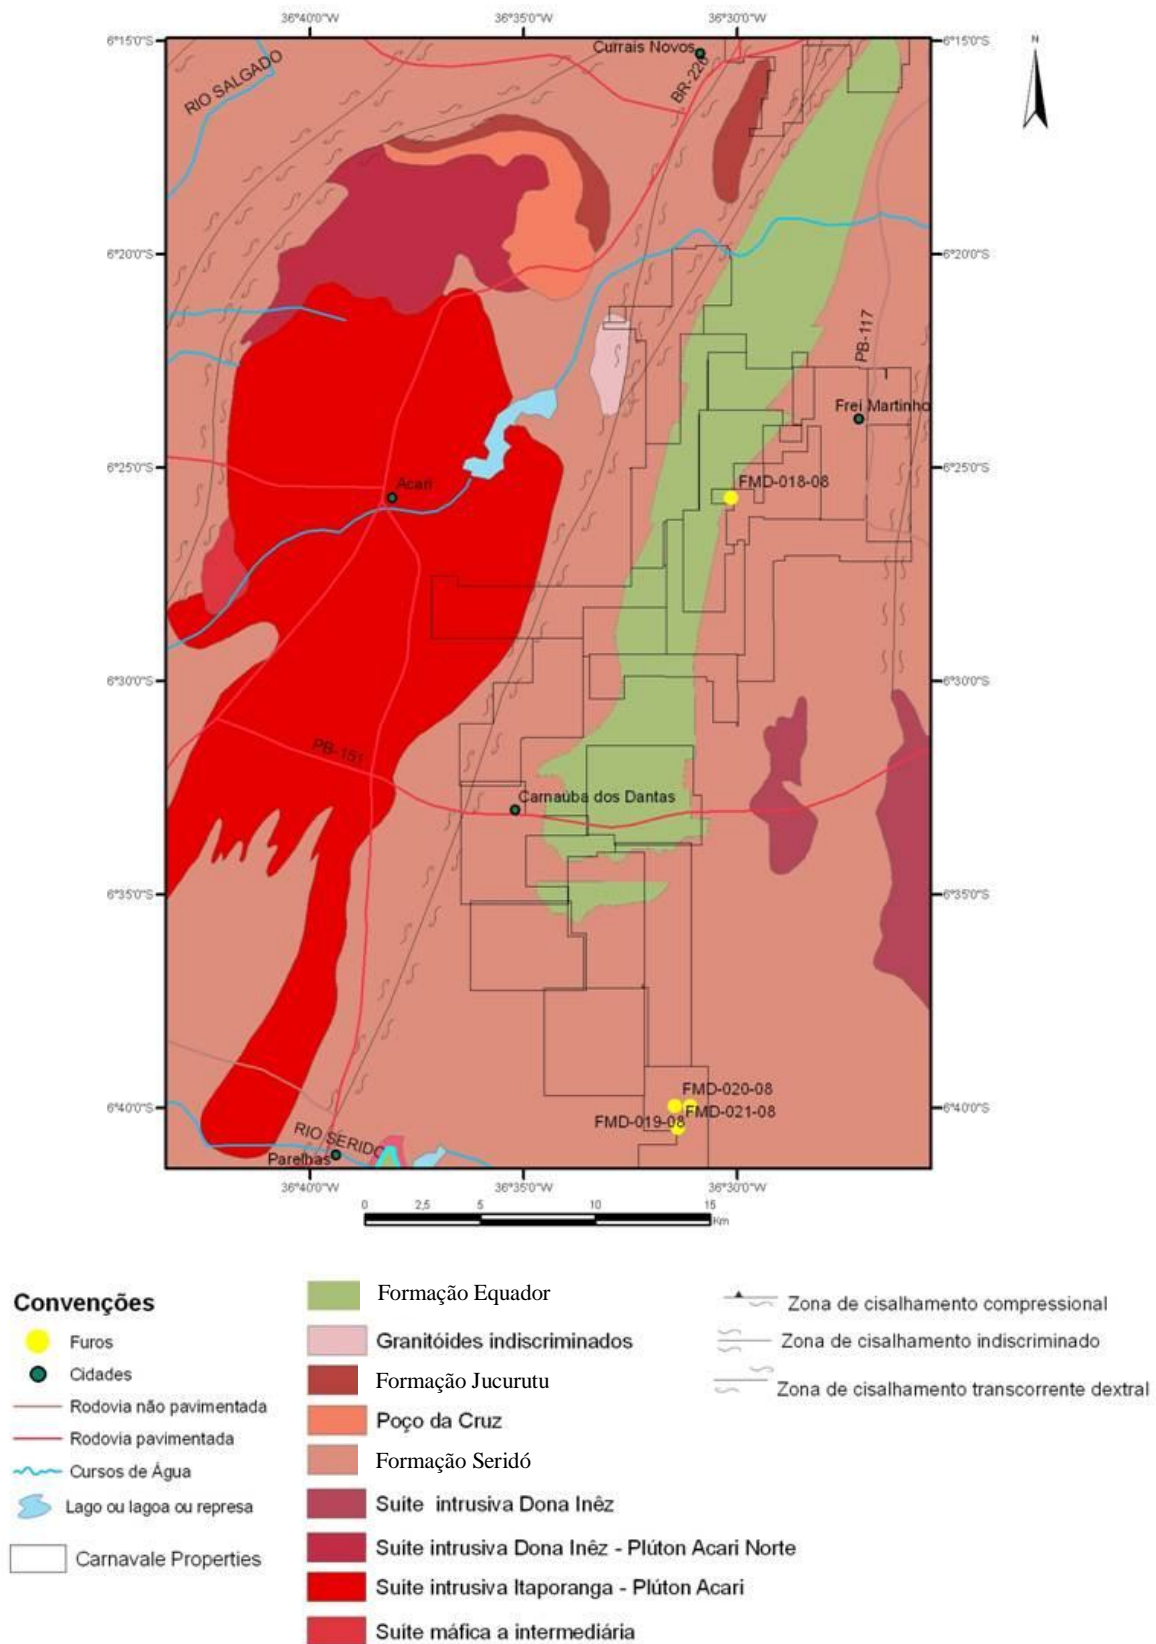 36°40'0"W 36°35'0"W 36°30'0"W
6°15'0"S 6°15'0"S
N
Currais Novos
BR-226
RIO SALGADO
6°20'0"S 6°20'0"S
PB-117
Frei Martinho
6°25'0"S 6°25'0"S
FMD-018-08
Acari
6°30'0"S 6°30'0"S
PB-151
Carnaúba dos Dantas
6°35'0"S 6°35'0"S
FMD-020-08
6°40'0"S 6°40'0"S
FMD-021-08
FMD-019-08
RIO SERIDO
Parelhas
36°40'0"W 36°35'0"W 36°30'0"W
0 2,5 5 10 15
Km
Convenções
Furos
Cidades
Rodovia não pavimentada
Rodovia pavimentada
Cursos de Água
Lago ou lagoa ou represa
Carnavale Properties
Formação Equador
Granitóides indiscriminados
Formação Jucurutu
Poço da Cruz
Formação Seridó
Suíte intrusiva Dona Inêz
Suíte intrusiva Dona Inêz - Plúton Acari Norte
Suíte intrusiva Itaporanga - Plúton Acari
Suíte máfica a intermediária
Zona de cisalhamento compressional
Zona de cisalhamento indiscriminado
Zona de cisalhamento transcorrente dextral